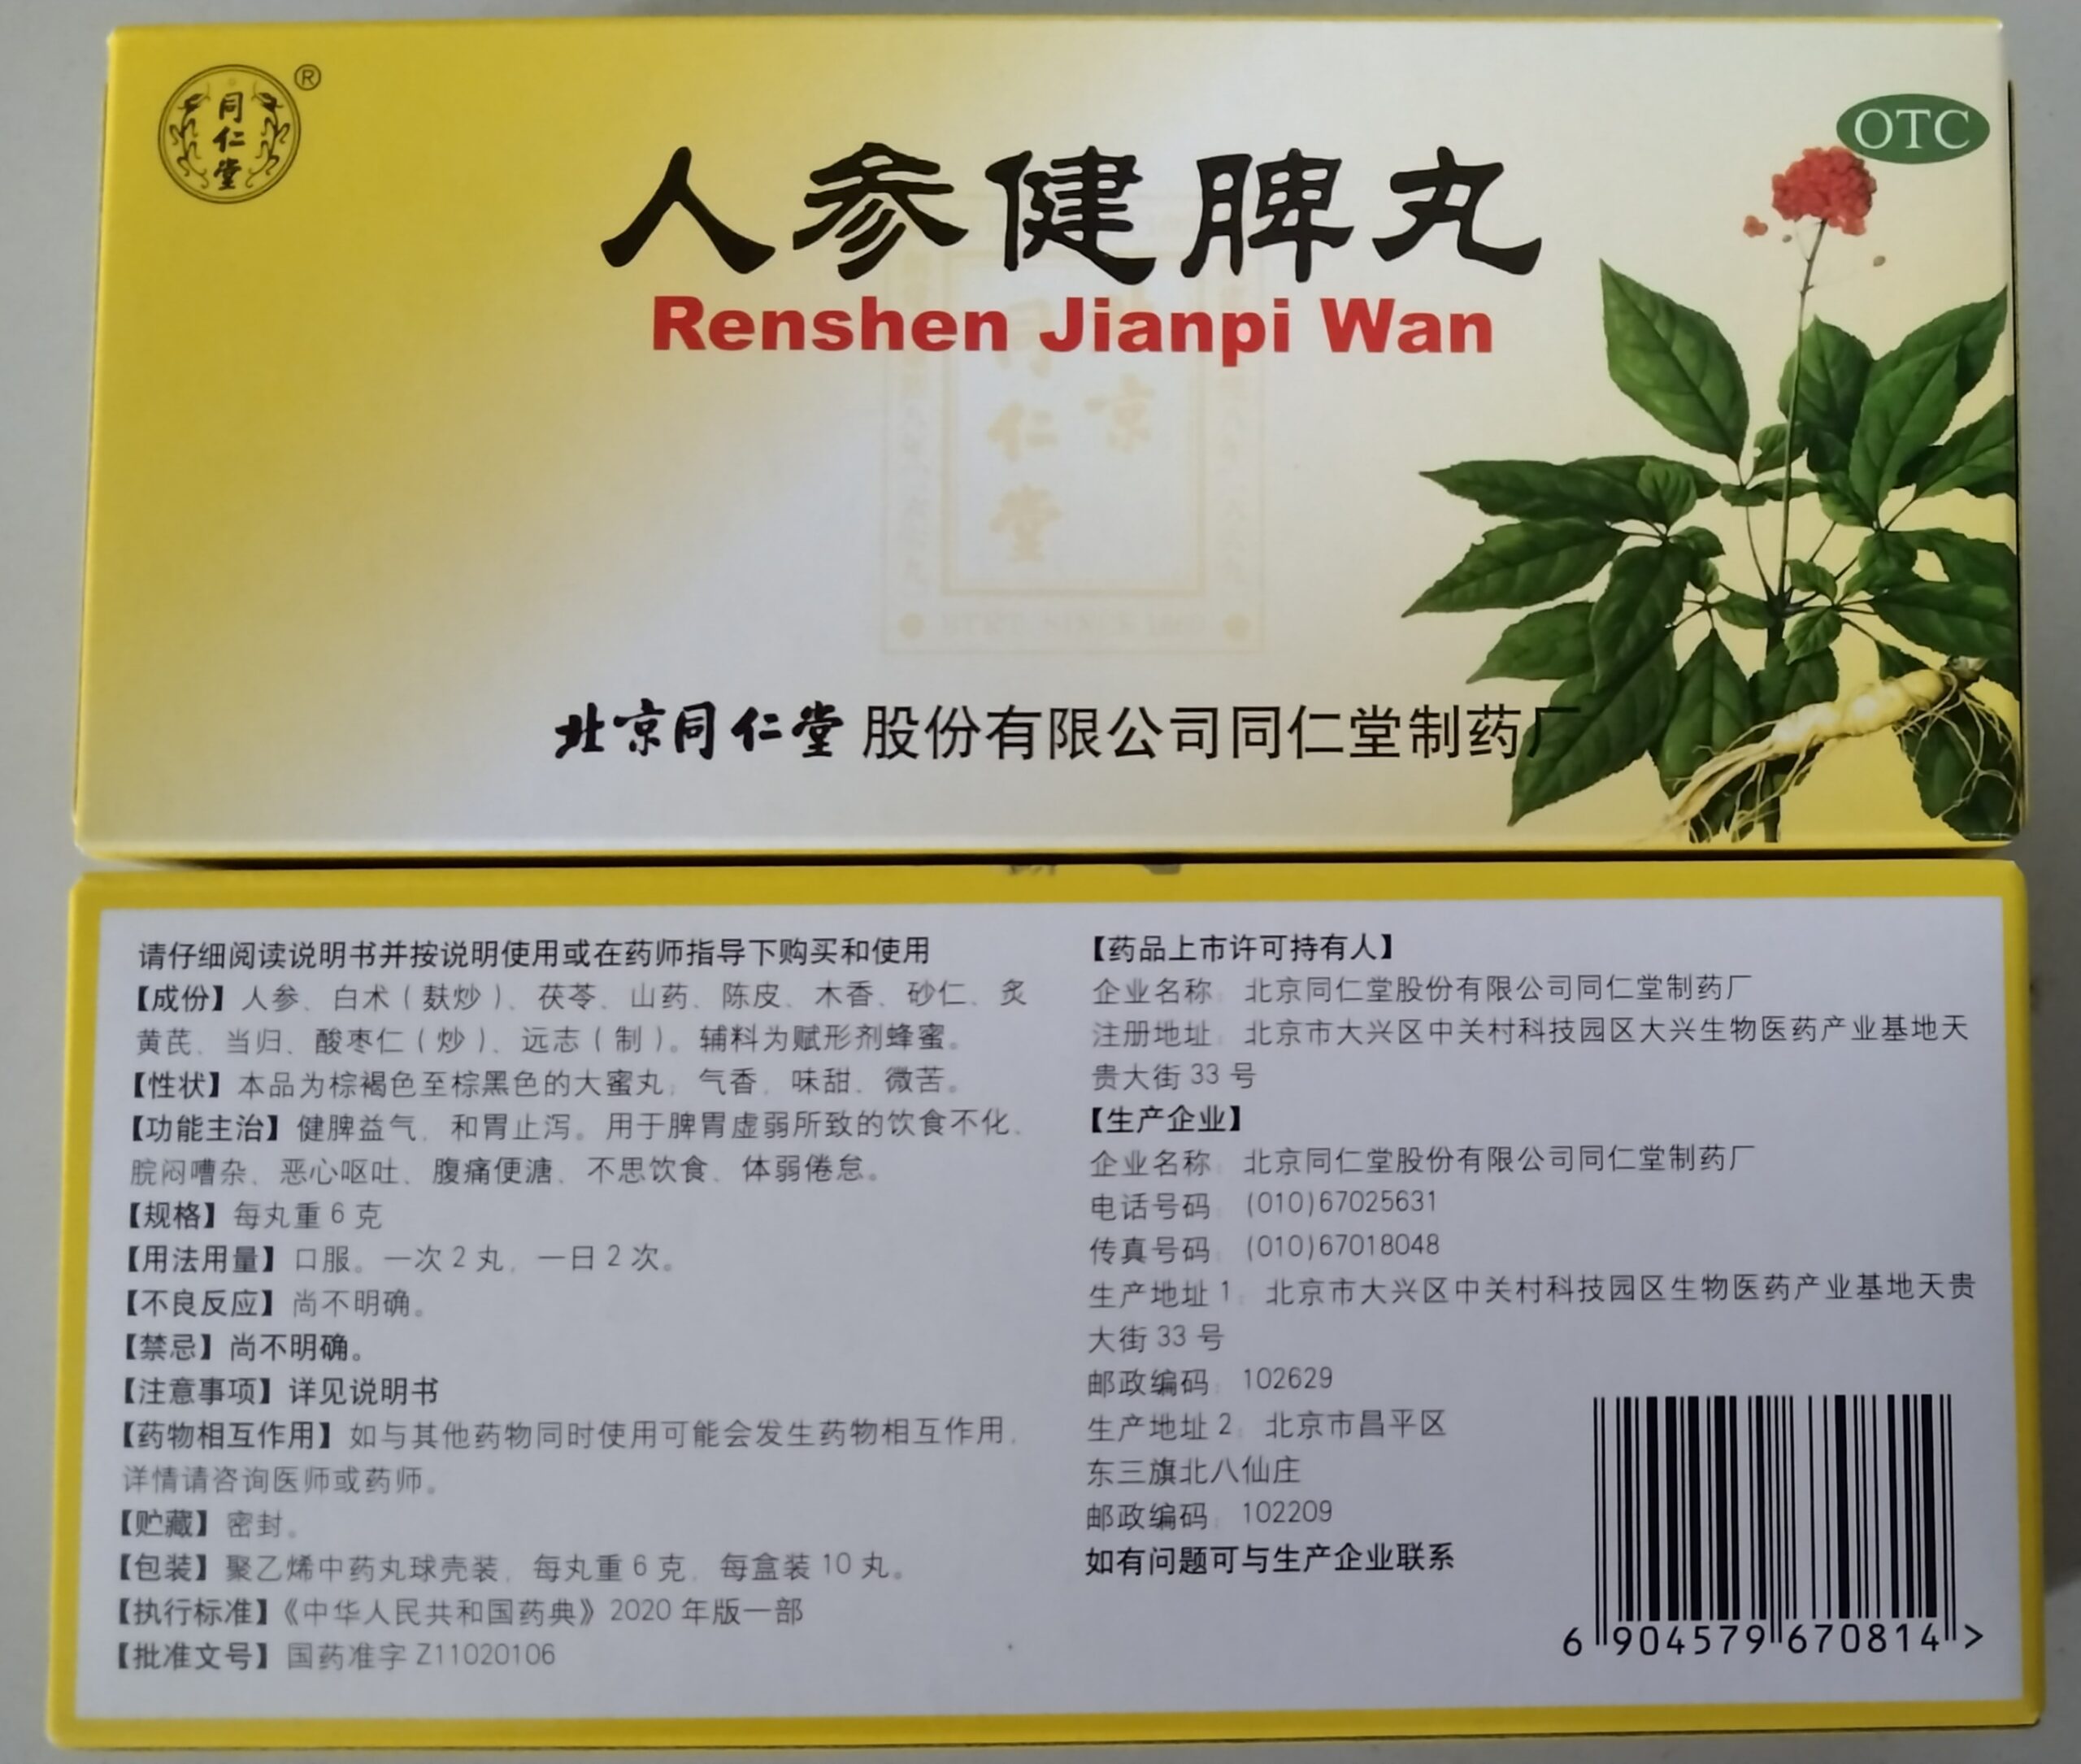 同仁堂
®
OTC
人参健脾丸
Renshen Jianpi Wan
北京
同仁堂
北京同仁堂 股份有限公司同仁堂制药厂
请仔细阅读说明书并按说明使用或在药师指导下购买和使用
【成份】人参、白术（麸炒）、茯苓、山药、陈皮、木香、砂仁、炙
黄芪、当归、酸枣仁（炒）、远志（制）。辅料为赋形剂蜂蜜。
【性状】本品为棕褐色至棕黑色的大蜜丸；气香，味甜、微苦。
【功能主治】健脾益气，和胃止泻。用于脾胃虚弱所致的饮食不化、
脘闷嘈杂、恶心呕吐、腹痛便溏、不思饮食、体弱倦怠。
【规格】每丸重 6 克
【用法用量】口服。一次 2 丸，一日 2 次。
【不良反应】尚不明确。
【禁忌】尚不明确。
【注意事项】详见说明书
【药物相互作用】如与其他药物同时使用可能会发生药物相互作用，
详情请咨询医师或药师。
【贮藏】密封。
【包装】聚乙烯中药丸球壳装，每丸重 6 克，每盒装 10 丸。
【执行标准】《中华人民共和国药典》2020 年版一部
【批准文号】国药准字 Z11020106
【药品上市许可持有人】
企业名称：北京同仁堂股份有限公司同仁堂制药厂
注册地址：北京市大兴区中关村科技园区大兴生物医药产业基地天
贵大街 33 号
【生产企业】
企业名称：北京同仁堂股份有限公司同仁堂制药厂
电话号码：(010)67025631
传真号码：(010)67018048
生产地址 1：北京市大兴区中关村科技园区生物医药产业基地天贵
大街 33 号
邮政编码：102629
生产地址 2：北京市昌平区
东三旗北八仙庄
邮政编码：102209
如有问题可与生产企业联系
6 904579 670814 >